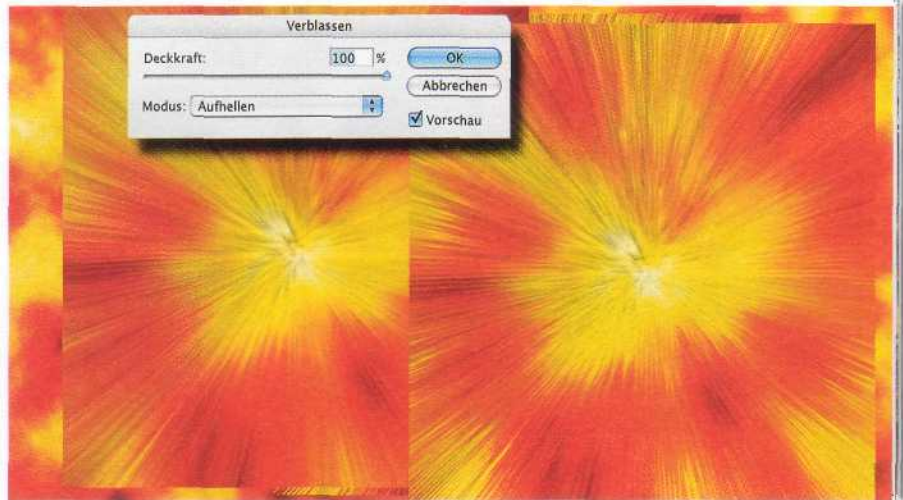 Verblassen
Deckkraft: 100 % OK
Abbrechen
Modus: Aufhellen
Vorschau